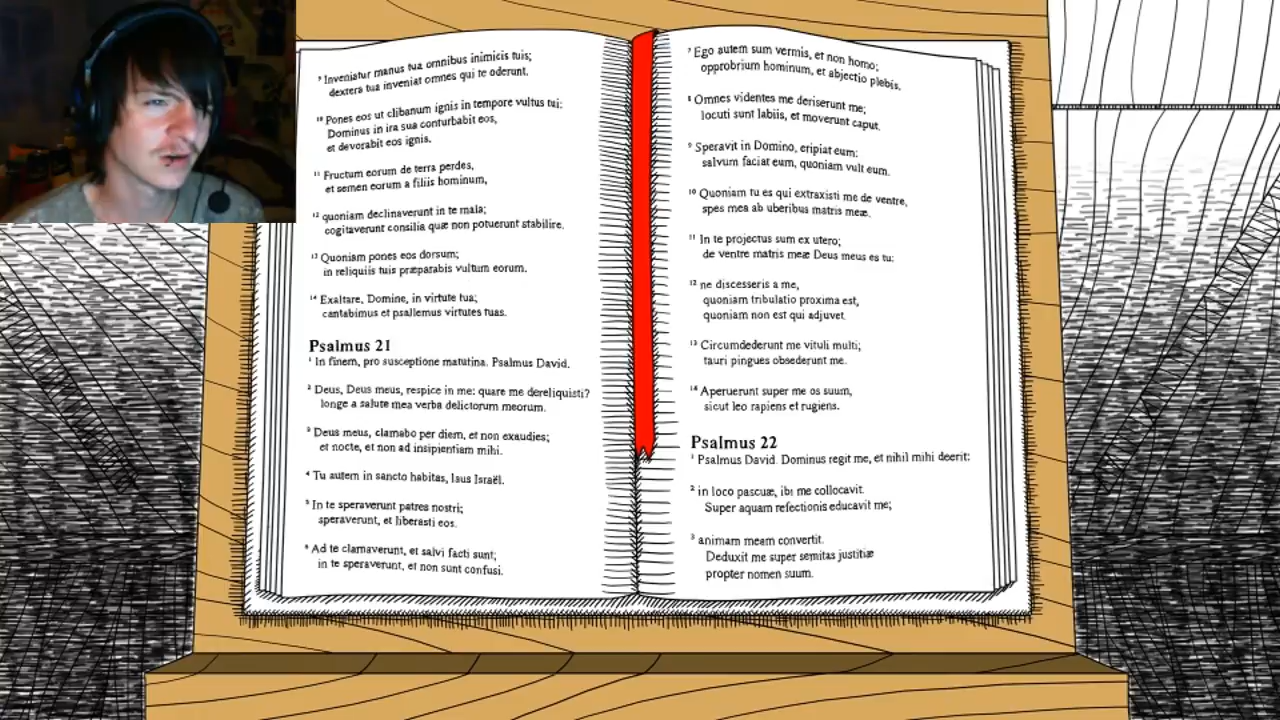 9 Inveniatur manus tua omnibus inimicis tuis;
dextera tua inveniat omnes qui te oderunt.
10 Pones eos ut clibanum ignis in tempore vultus tui:
Dominus in ira sua conturbabit eos,
et devorabit eos ignis.
11 Fructum eorum de terra perdes,
et semen eorum a filiis hominum,
12 quoniam declinaverunt in te mala;
cogitaverunt consilia quæ non potuerunt stabilire.
13 Quoniam pones eos dorsum;
in reliquiis tuis præparabis vultum eorum.
14 Exaltare, Domine, in virtute tua;
cantabimus et psallemus virtutes tuas.
Psalmus 21
1 In finem, pro susceptione matutina. Psalmus David.
2 Deus, Deus meus, respice in me: quare me dereliquisti?
longe a salute mea verba delictorum meorum.
3 Deus meus, clamabo per diem, et non exaudies;
et nocte, et non ad insipientiam mihi.
4 Tu autem in sancto habitas, laus Israël.
5 In te speraverunt patres nostri;
speraverunt, et liberasti eos.
6 Ad te clamaverunt, et salvi facti sunt;
in te speraverunt, et non sunt confusi.
7 Ego autem sum vermis, et non homo;
opprobrium hominum, et abjectio plebis.
8 Omnes videntes me deriserunt me;
locuti sunt labiis, et moverunt caput.
9 Speravit in Domino, eripiat eum:
salvum faciat eum, quoniam vult eum.
10 Quoniam tu es qui extraxisti me de ventre,
spes mea ab uberibus matris meæ.
11 In te projectus sum ex utero;
de ventre matris meæ Deus meus es tu:
12 ne discesseris a me,
quoniam tribulatio proxima est,
quoniam non est qui adjuvet.
13 Circumdederunt me vituli multi;
tauri pingues obsederunt me.
14 Aperuerunt super me os suum,
sicut leo rapiens et rugiens.
Psalmus 22
1 Psalmus David. Dominus regit me, et nihil mihi deerit:
2 in loco pascuæ, ibi me collocavit.
Super aquam refectionis educavit me;
3 animam meam convertit.
Deduxit me super semitas justitiæ
propter nomen suum.